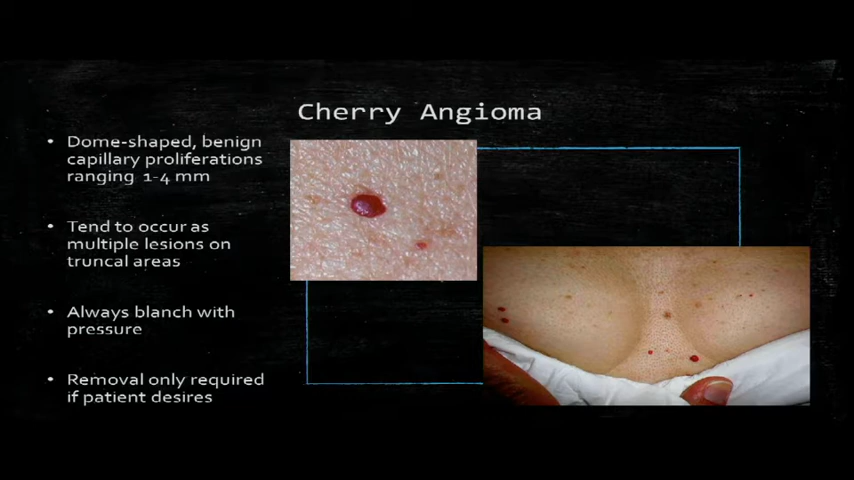 Cherry Angioma
• Dome-shaped, benign
capillary proliferations
ranging 1-4 mm
• Tend to occur as
multiple lesions on
truncal areas
• Always blanch with
pressure
• Removal only required
if patient desires